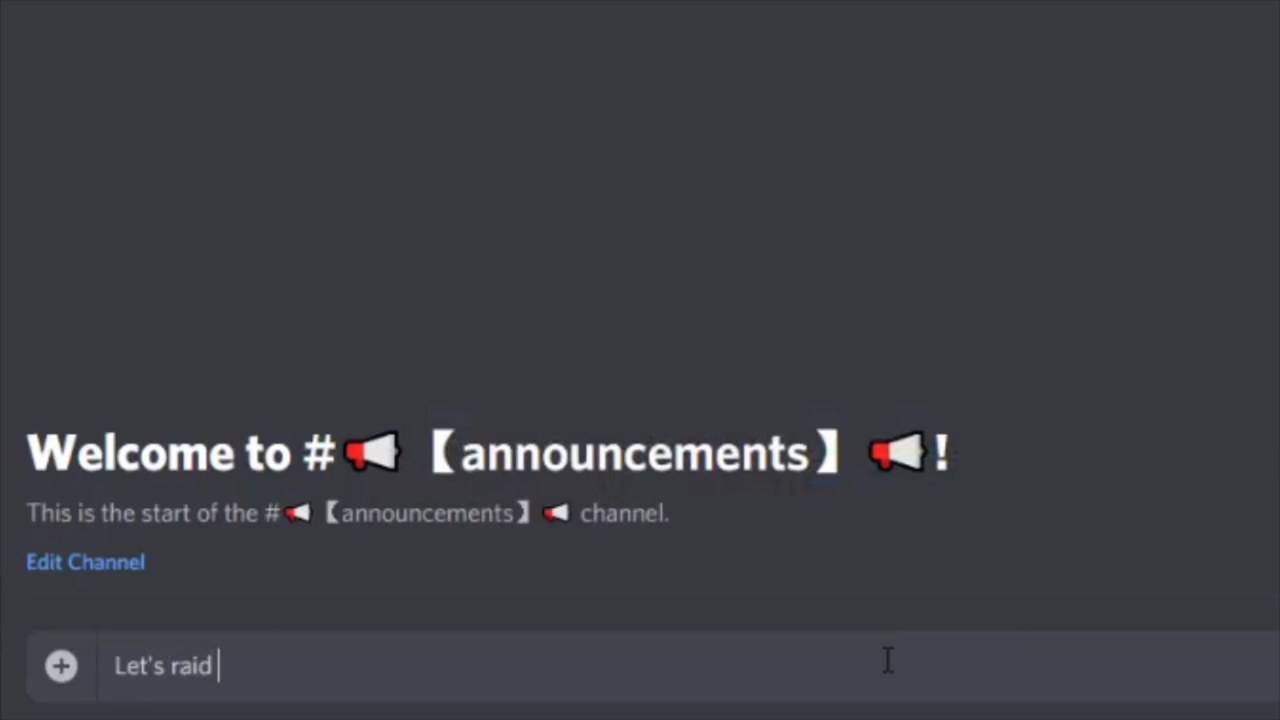 Welcome to #📢【announcements】📢!
This is the start of the #📢【announcements】📢 channel.
Edit Channel
Let's raid